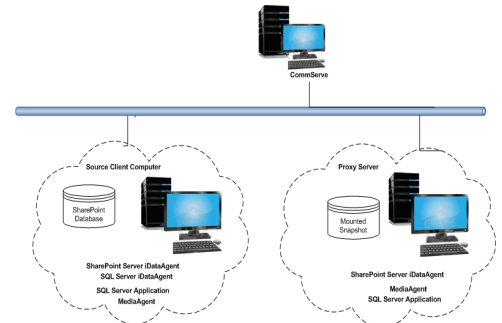 CommServe
Source Client Computer
SharePoint
Database
SharePoint Server iDataAgent
SQL Server iDataAgent
SQL Server Application
MediaAgent
Proxy Server
Mounted
Snapshot
SharePoint Server iDataAgent
MediaAgent
SQL Server Application